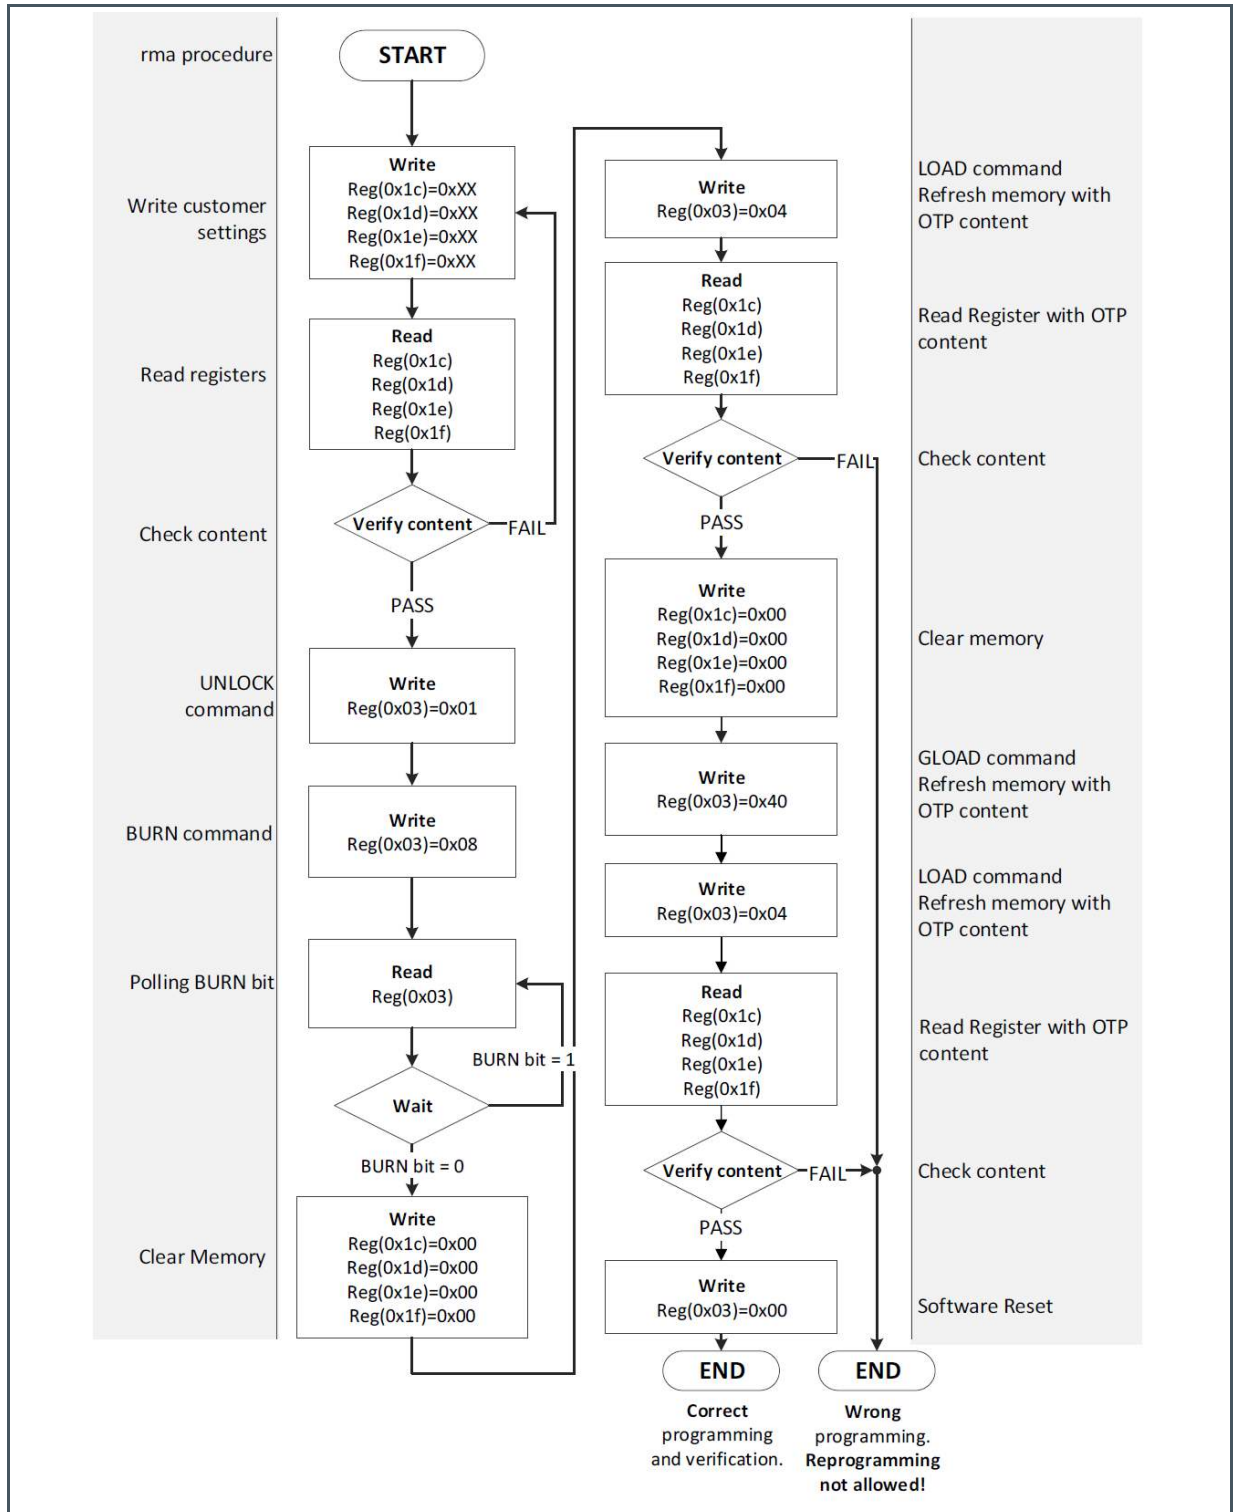 rma procedure
START
Write customer
settings
Write
Reg(0x1c)=0xXX
Reg(0x1d)=0xXX
Reg(0x1e)=0xXX
Reg(0x1f)=0xXX
Read registers
Read
Reg(0x1c)
Reg(0x1d)
Reg(0x1e)
Reg(0x1f)
Check content
Verify content
FAIL
PASS
UNLOCK
command
Write
Reg(0x03)=0x01
BURN command
Write
Reg(0x03)=0x08
Polling BURN bit
Read
Reg(0x03)
BURN bit = 1
Wait
BURN bit = 0
Clear Memory
Write
Reg(0x1c)=0x00
Reg(0x1d)=0x00
Reg(0x1e)=0x00
Reg(0x1f)=0x00
Write
Reg(0x03)=0x04
LOAD command
Refresh memory with
OTP content
Read
Reg(0x1c)
Reg(0x1d)
Reg(0x1e)
Reg(0x1f)
Read Register with OTP
content
Verify content
FAIL
Check content
PASS
Write
Reg(0x1c)=0x00
Reg(0x1d)=0x00
Reg(0x1e)=0x00
Reg(0x1f)=0x00
Clear memory
Write
Reg(0x03)=0x40
GLOAD command
Refresh memory with
OTP content
Write
Reg(0x03)=0x04
LOAD command
Refresh memory with
OTP content
Read
Reg(0x1c)
Reg(0x1d)
Reg(0x1e)
Reg(0x1f)
Read Register with OTP
content
Verify content
FAIL
Check content
PASS
Write
Reg(0x03)=0x00
Software Reset
END
Correct
programming
and verification.
END
Wrong
programming.
Reprogramming
not allowed!